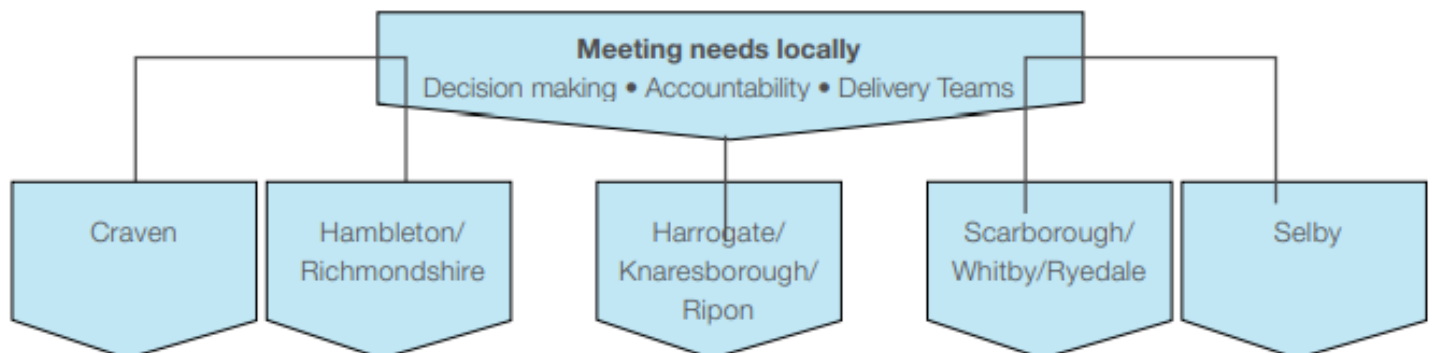 Meeting needs locally
Decision making • Accountability • Delivery Teams
Craven
Hambleton/
Richmondshire
Harrogate/
Knaresborough/
Ripon
Scarborough/
Whitby/Ryedale
Selby